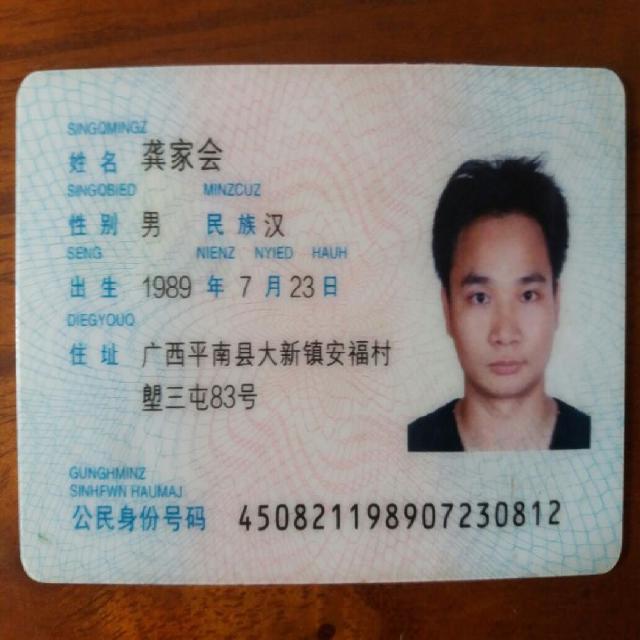 SINGQMINGZ
姓名 龚家会
SINGQBIED MINZCUZ
性别 男 民族 汉
SENG NIENZ NYIED HAUH
出生 1989 年 7 月 23 日
DIEGYOUQ
住址 广西平南县大新镇安福村
塱三屯83号
GUNGHMINZ
SINHFWN HAUMAJ
公民身份号码 450821198907230812